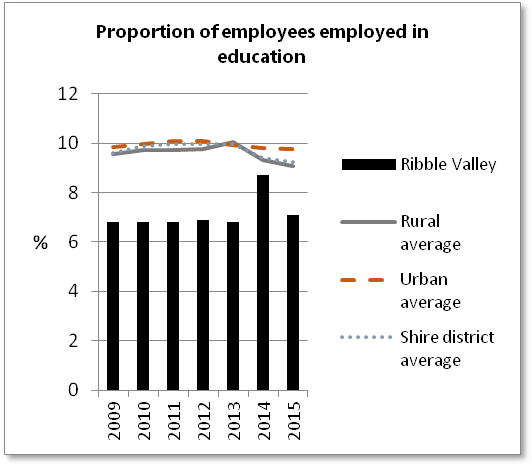 Proportion of employees employed in
education
12
10
8
6
4
2
0
%
2009
2010
2011
2012
2013
2014
2015
Ribble Valley
Rural
average
Urban
average
Shire district
average